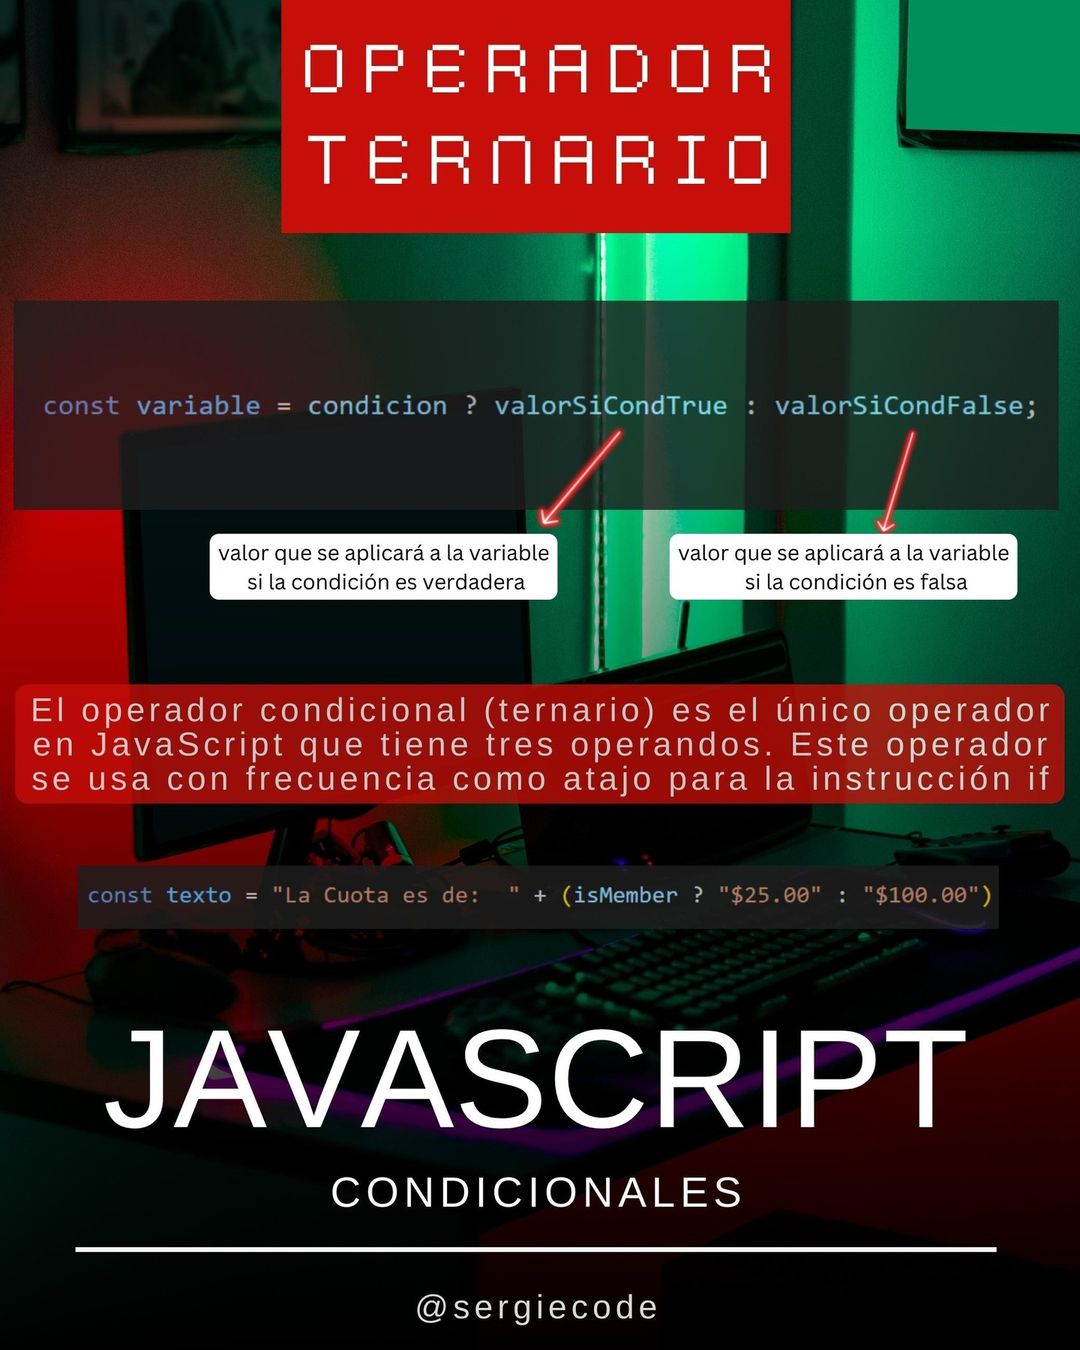 OPERADOR
TERNARIO
const variable = condicion ? valorSiCondTrue : valorSiCondFalse;
valor que se aplicará a la variable
si la condición es verdadera
valor que se aplicará a la variable
si la condición es falsa
El operador condicional (ternario) es el único operador
en JavaScript que tiene tres operandos. Este operador
se usa con frecuencia como atajo para la instrucción if
const texto = "La Cuota es de:  " + (isMember ? "$25.00" : "$100.00")
JAVASCRIPT
CONDICIONALES
@sergiecode